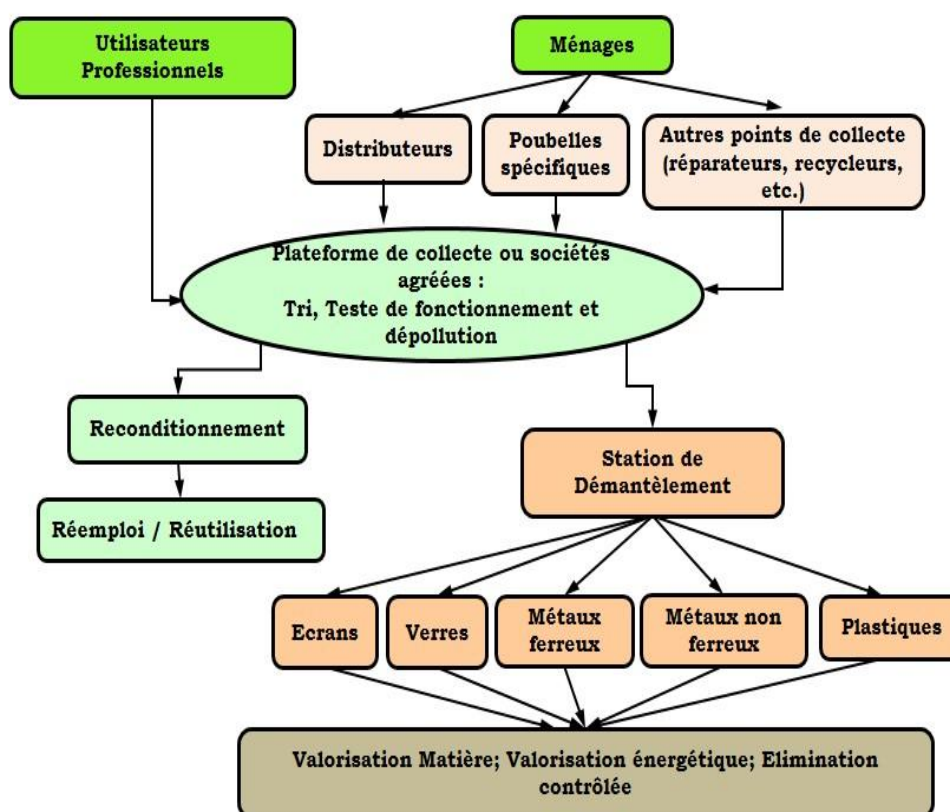 Utilisateurs
Professionnels
Ménages
Distributeurs
Poubelles
spécifiques
Autres points de collecte
(réparateurs, recycleurs,
etc.)
Plateforme de collecte ou sociétés
agréées :
Tri, Teste de fonctionnement et
dépollution
Reconditionnement
Réemploi / Réutilisation
Station de
Démantèlement
Ecrans
Verres
Métaux
ferreux
Métaux non
ferreux
Plastiques
Valorisation Matière; Valorisation énergétique; Elimination
contrôlée